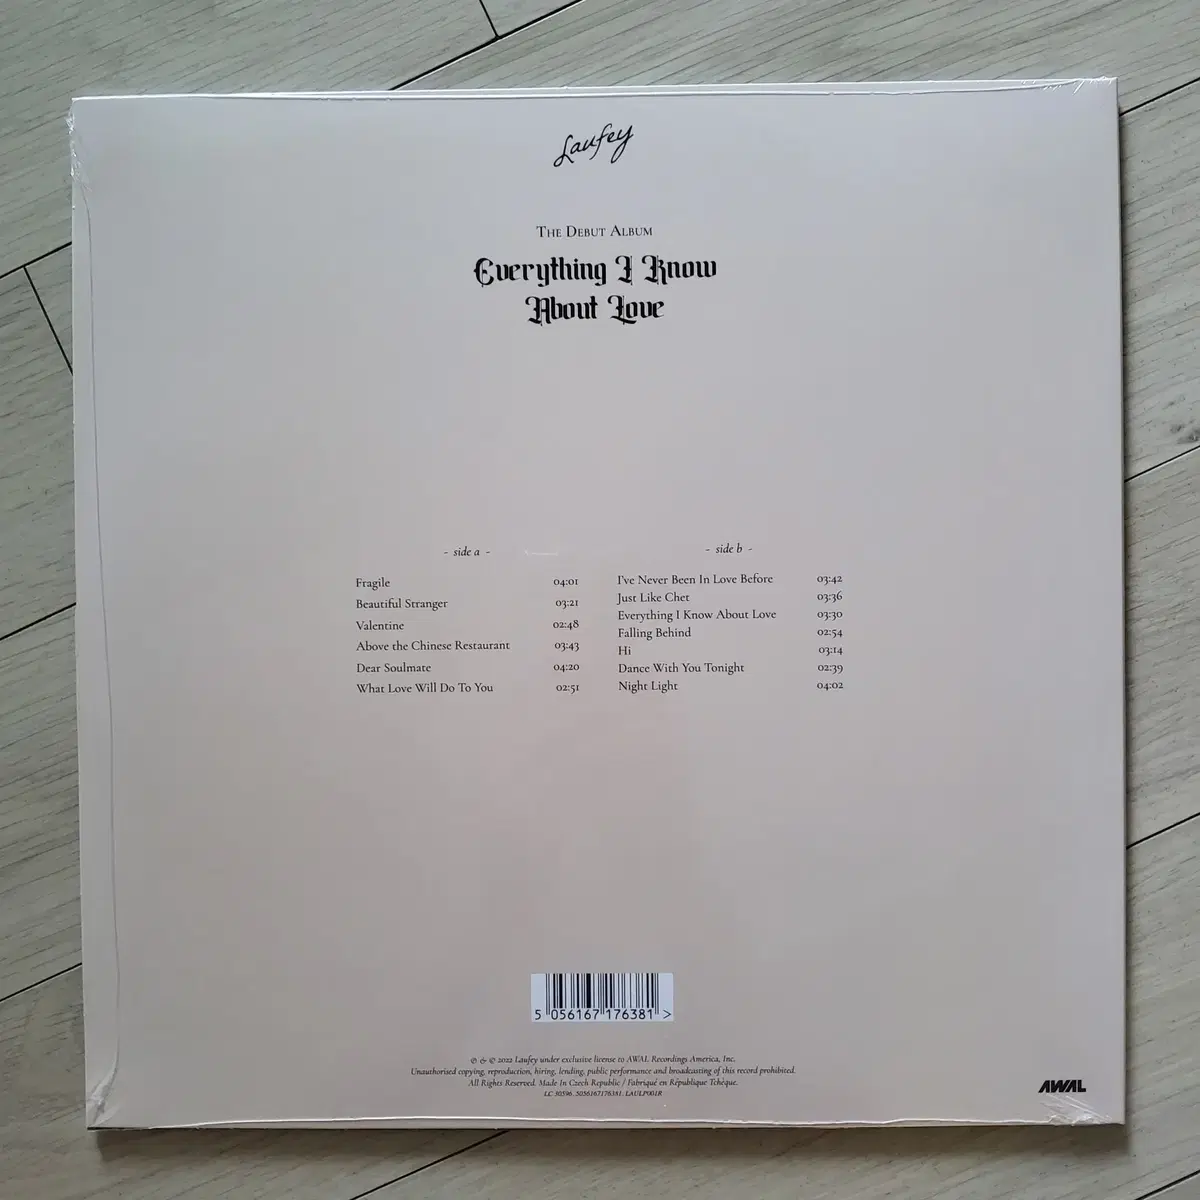 Laufey
The Debut Album
Everything I Know
About Love
- side a -
Fragile 04:01
Beautiful Stranger 03:21
Valentine 02:48
Above the Chinese Restaurant 03:43
Dear Soulmate 04:20
What Love Will Do To You 02:51
- side b -
I've Never Been In Love Before 03:42
Just Like Chet 03:36
Everything I Know About Love 03:30
Falling Behind 02:54
Hi 03:14
Dance With You Tonight 02:39
Night Light 04:02
5 056167 176381 >
℗ & © 2022 Laufey under exclusive license to AWAL Recordings America, Inc.
Unauthorised copying, reproduction, hiring, lending, public performance and broadcasting of this record prohibited.
All Rights Reserved. Made In Czech Republic / Fabriqué en République Tchèque.
LC 30596. 5056167176381. LAULP001R
AWAL